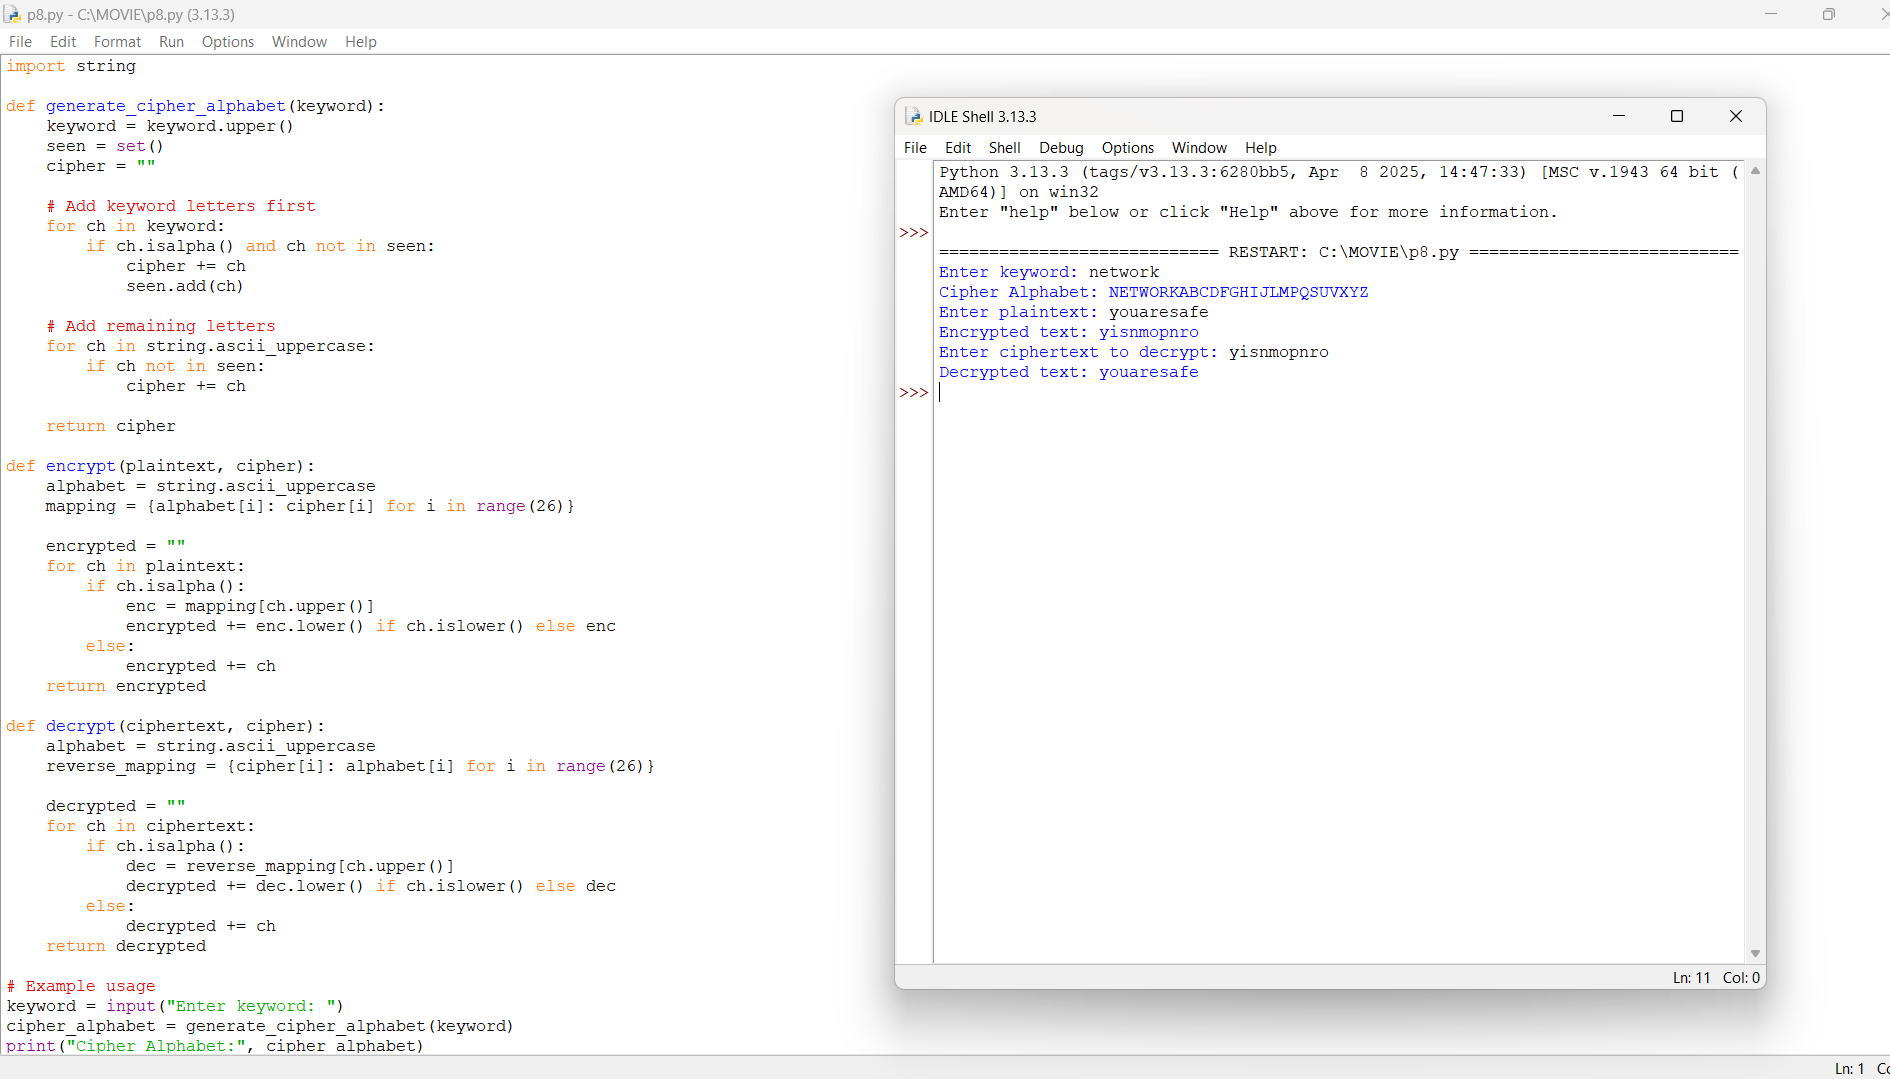 p8.py - C:\MOVIE\p8.py (3.13.3)
File Edit Format Run Options Window Help
import string

def generate_cipher_alphabet(keyword):
    keyword = keyword.upper()
    seen = set()
    cipher = ""

    # Add keyword letters first
    for ch in keyword:
        if ch.isalpha() and ch not in seen:
            cipher += ch
            seen.add(ch)

    # Add remaining letters
    for ch in string.ascii_uppercase:
        if ch not in seen:
            cipher += ch

    return cipher

def encrypt(plaintext, cipher):
    alphabet = string.ascii_uppercase
    mapping = {alphabet[i]: cipher[i] for i in range(26)}

    encrypted = ""
    for ch in plaintext:
        if ch.isalpha():
            enc = mapping[ch.upper()]
            encrypted += enc.lower() if ch.islower() else enc
        else:
            encrypted += ch
    return encrypted

def decrypt(ciphertext, cipher):
    alphabet = string.ascii_uppercase
    reverse_mapping = {cipher[i]: alphabet[i] for i in range(26)}

    decrypted = ""
    for ch in ciphertext:
        if ch.isalpha():
            dec = reverse_mapping[ch.upper()]
            decrypted += dec.lower() if ch.islower() else dec
        else:
            decrypted += ch
    return decrypted

# Example usage
keyword = input("Enter keyword: ")
cipher_alphabet = generate_cipher_alphabet(keyword)
print("Cipher Alphabet:", cipher_alphabet)
Ln: 1
IDLE Shell 3.13.3
File Edit Shell Debug Options Window Help
Python 3.13.3 (tags/v3.13.3:6280bb5, Apr  8 2025, 14:47:33) [MSC v.1943 64 bit (
AMD64)] on win32
Enter "help" below or click "Help" above for more information.
>>>
============================ RESTART: C:\MOVIE\p8.py ===========================
Enter keyword: network
Cipher Alphabet: NETWORKABCDFGHIJLMPQSUVXYZ
Enter plaintext: youaresafe
Encrypted text: yisnmopnro
Enter ciphertext to decrypt: yisnmopnro
Decrypted text: youaresafe
>>>
Ln: 11 Col: 0